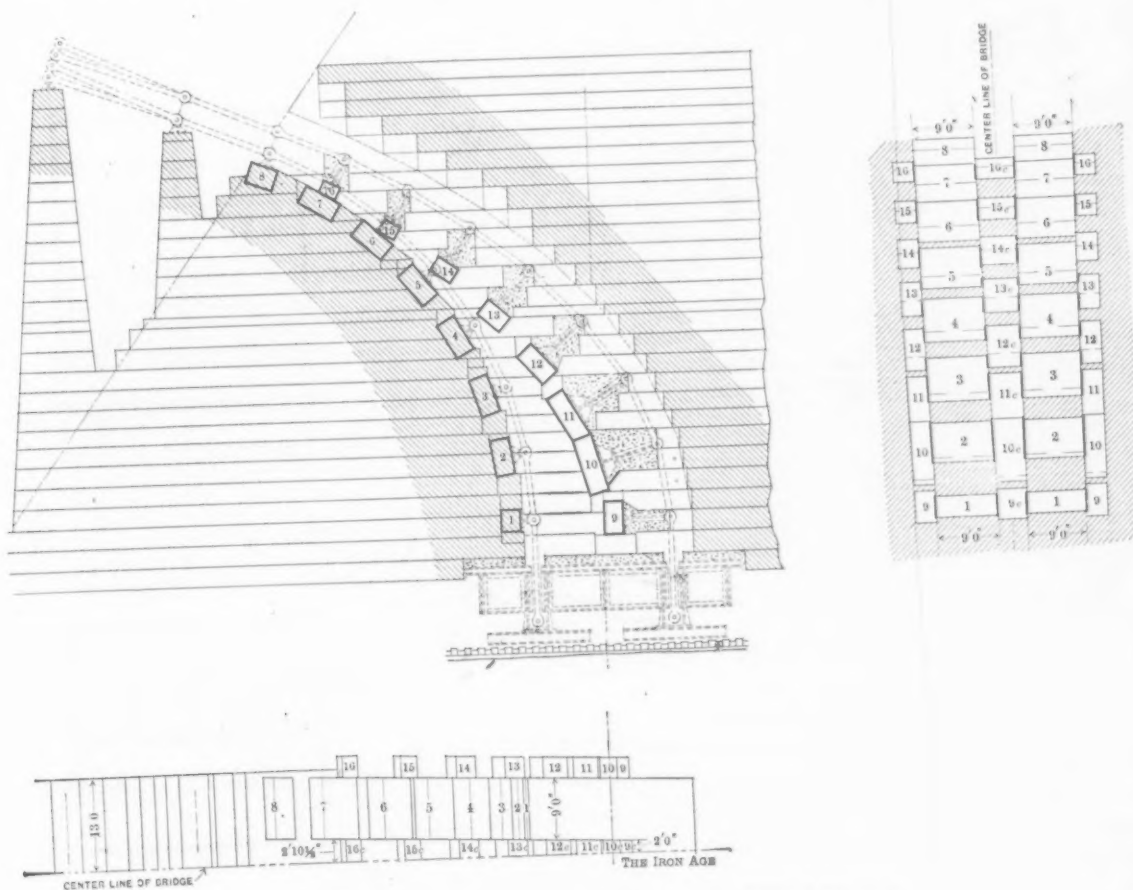 8
7
6
15
5
14
4
13
3
12
2
11
10
1
9
CENTER LINE OF BRIDGE
9'0" 9'0"
8 8
16 7 16c 7 16
15 6 15c 6 15
14 14c 14
5 5
13 13c 13
4 4
12 12c 12
3 3
11 11c 11
10 2 10c 2 10
9 1 9c 1 9
9'0" 9'0"
16 15 14 13 12 11 10 9
8 7 6 5 4 3 2 1
9'0"
2'10½" 16c 15c 14c 13c 12c 11c 10c 9c 2'0"
THE IRON AGE
CENTER LINE OF BRIDGE